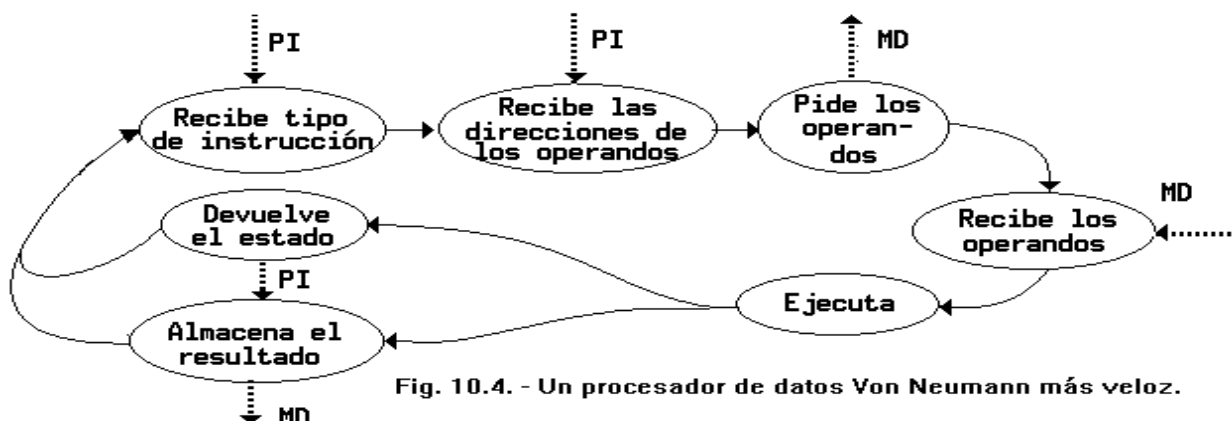 PI
PI
MD
Recibe tipo
de instrucción
Recibe las
direcciones de
los operandos
Pide los
operan-
dos
MD
Recibe los
operandos
Devuelve
el estado
PI
Ejecuta
Almacena el
resultado
MD
Fig. 10.4. - Un procesador de datos Von Neumann más veloz.